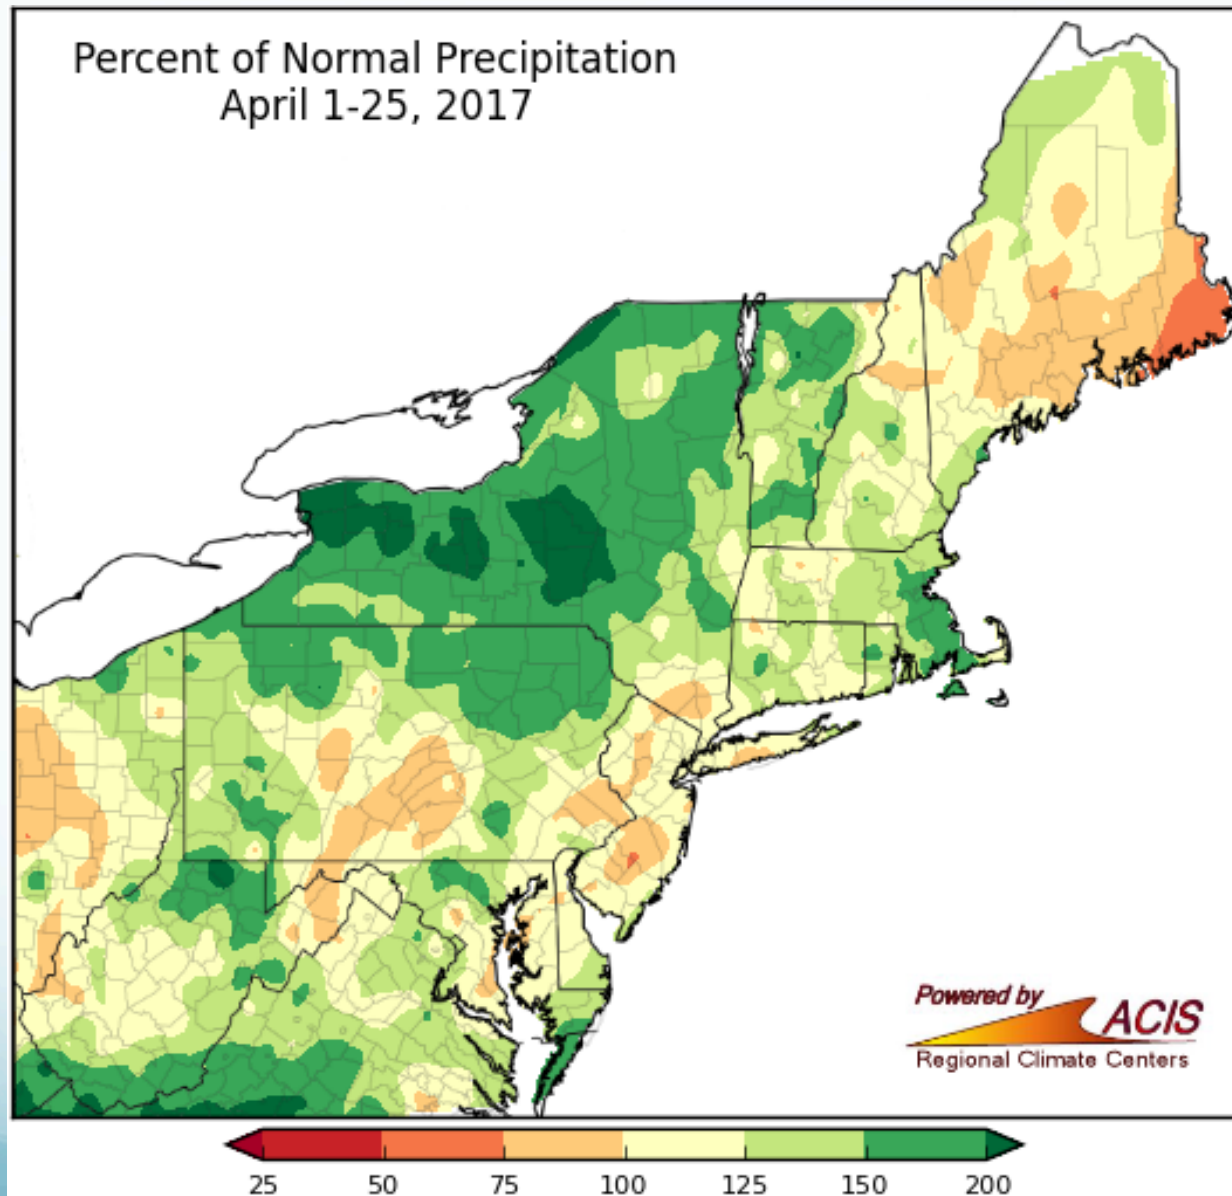 Percent of Normal Precipitation
April 1-25, 2017
Powered by
ACIS
Regional Climate Centers
25 50 75 100 125 150 200